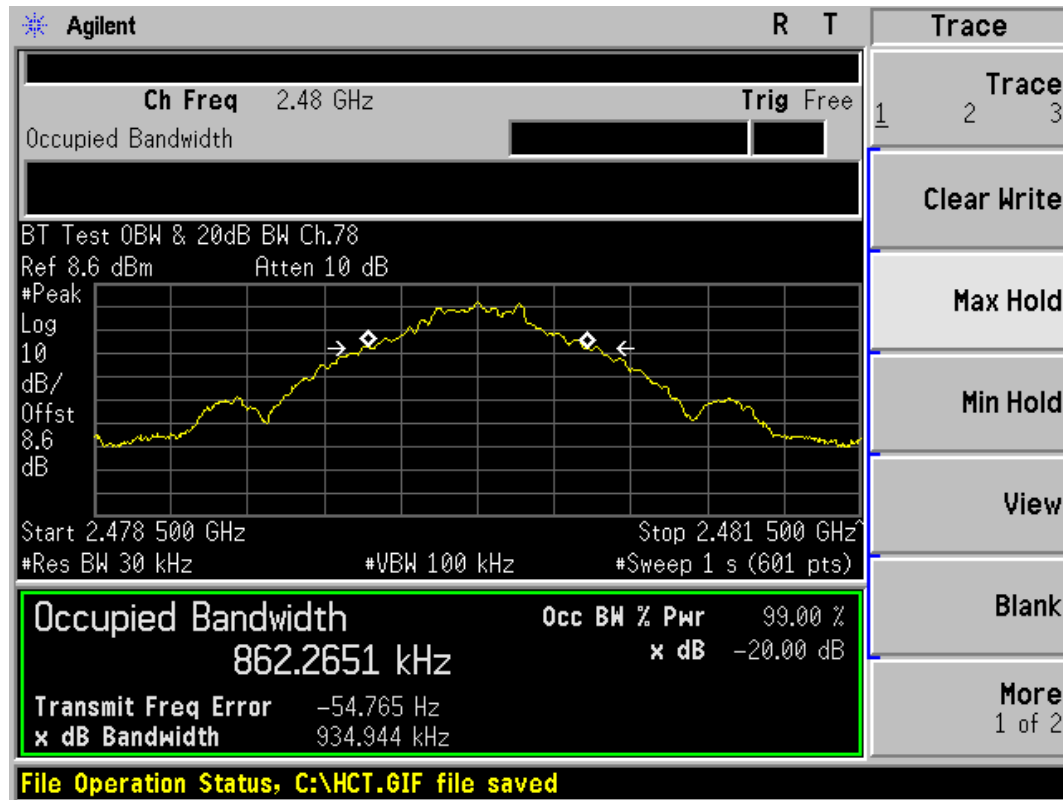 Agilent R T Trace
Trace
1 2 3
Ch Freq 2.48 GHz Trig Free
Occupied Bandwidth
Clear Write
BT Test OBW & 20dB BW Ch.78
Ref 8.6 dBm Atten 10 dB
#Peak
Log
10
dB/
Offst
8.6
dB
Max Hold
Min Hold
View
Start 2.478 500 GHz Stop 2.481 500 GHz^
#Res BW 30 kHz #VBW 100 kHz #Sweep 1 s (601 pts)
Blank
Occupied Bandwidth Occ BW % Pwr 99.00 %
862.2651 kHz x dB -20.00 dB
Transmit Freq Error -54.765 Hz
x dB Bandwidth 934.944 kHz
More
1 of 2
File Operation Status, C:\HCT.GIF file saved